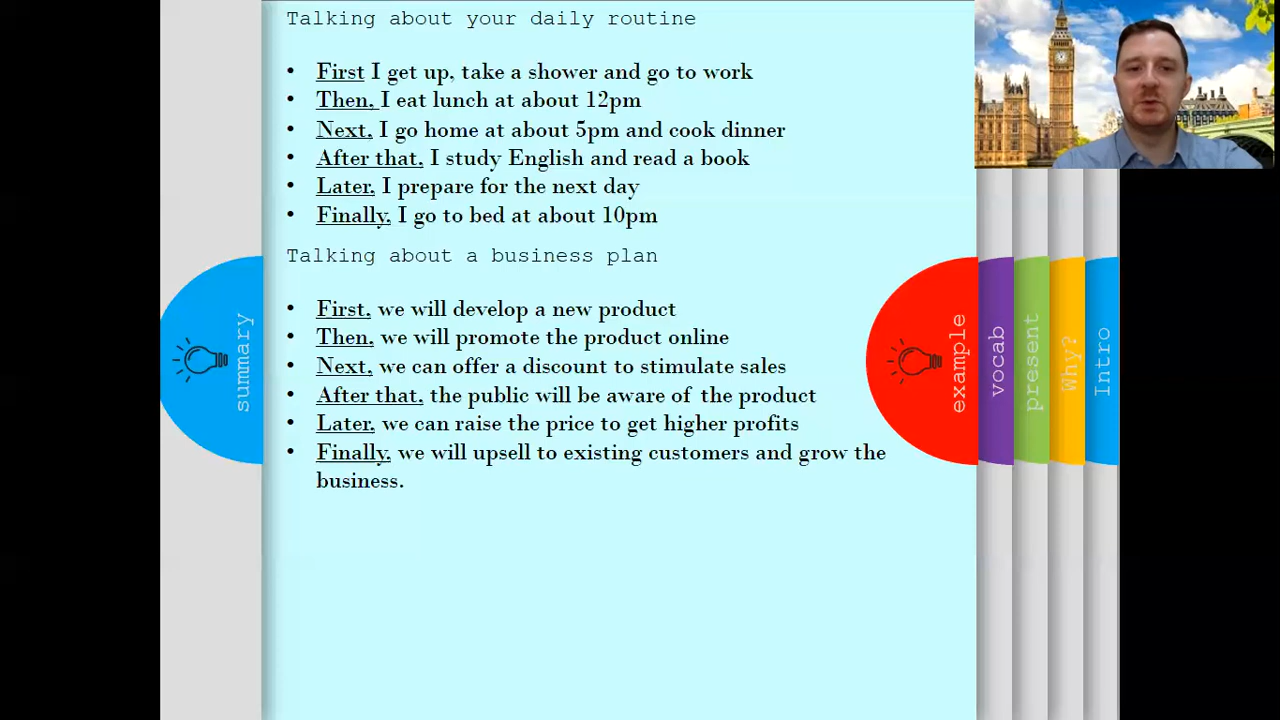 Talking about your daily routine
• First I get up, take a shower and go to work
• Then, I eat lunch at about 12pm
• Next, I go home at about 5pm and cook dinner
• After that, I study English and read a book
• Later, I prepare for the next day
• Finally, I go to bed at about 10pm
Talking about a business plan
• First, we will develop a new product
• Then, we will promote the product online
• Next, we can offer a discount to stimulate sales
• After that, the public will be aware of the product
• Later, we can raise the price to get higher profits
• Finally, we will upsell to existing customers and grow the
business.
summary
example
vocab
present
Why?
Intro